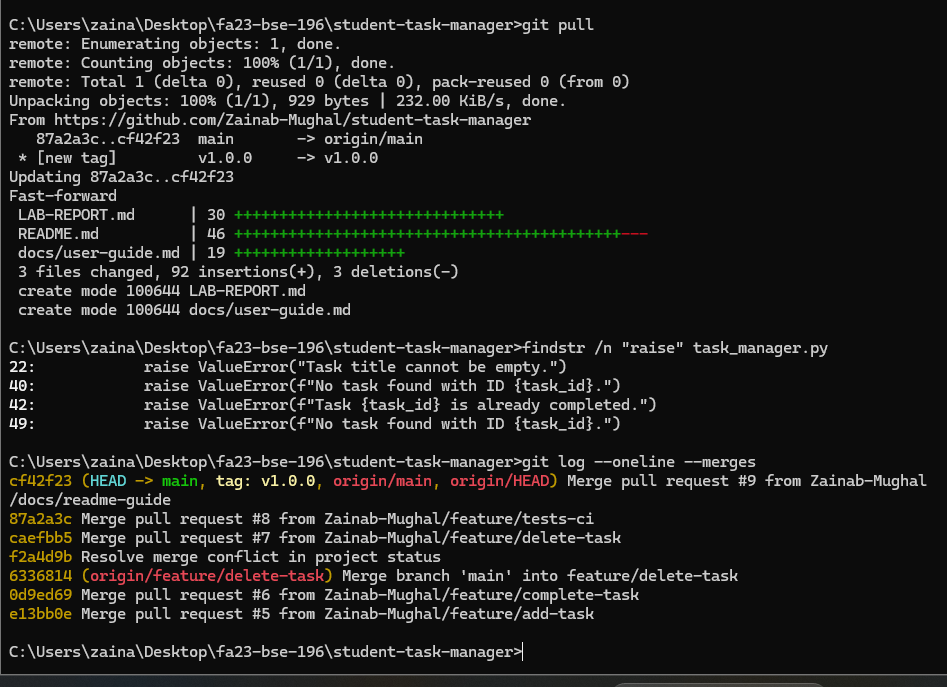 C:\Users\zaina\Desktop\fa23-bse-196\student-task-manager>git pull
remote: Enumerating objects: 1, done.
remote: Counting objects: 100% (1/1), done.
remote: Total 1 (delta 0), reused 0 (delta 0), pack-reused 0 (from 0)
Unpacking objects: 100% (1/1), 929 bytes | 232.00 KiB/s, done.
From https://github.com/Zainab-Mughal/student-task-manager
   87a2a3c..cf42f23  main       -> origin/main
 * [new tag]         v1.0.0     -> v1.0.0
Updating 87a2a3c..cf42f23
Fast-forward
 LAB-REPORT.md      | 30 ++++++++++++++++++++++++++++++
 README.md          | 46 +++++++++++++++++++++++++++++++++++++++++++---
 docs/user-guide.md | 19 +++++++++++++++++++
 3 files changed, 92 insertions(+), 3 deletions(-)
 create mode 100644 LAB-REPORT.md
 create mode 100644 docs/user-guide.md
C:\Users\zaina\Desktop\fa23-bse-196\student-task-manager>findstr /n "raise" task_manager.py
22:            raise ValueError("Task title cannot be empty.")
40:            raise ValueError(f"No task found with ID {task_id}.")
42:            raise ValueError(f"Task {task_id} is already completed.")
49:            raise ValueError(f"No task found with ID {task_id}.")
C:\Users\zaina\Desktop\fa23-bse-196\student-task-manager>git log --oneline --merges
cf42f23 (HEAD -> main, tag: v1.0.0, origin/main, origin/HEAD) Merge pull request #9 from Zainab-Mughal
/docs/readme-guide
87a2a3c Merge pull request #8 from Zainab-Mughal/feature/tests-ci
caefbb5 Merge pull request #7 from Zainab-Mughal/feature/delete-task
f2a4d9b Resolve merge conflict in project status
6336814 (origin/feature/delete-task) Merge branch 'main' into feature/delete-task
0d9ed69 Merge pull request #6 from Zainab-Mughal/feature/complete-task
e13bb0e Merge pull request #5 from Zainab-Mughal/feature/add-task
C:\Users\zaina\Desktop\fa23-bse-196\student-task-manager>